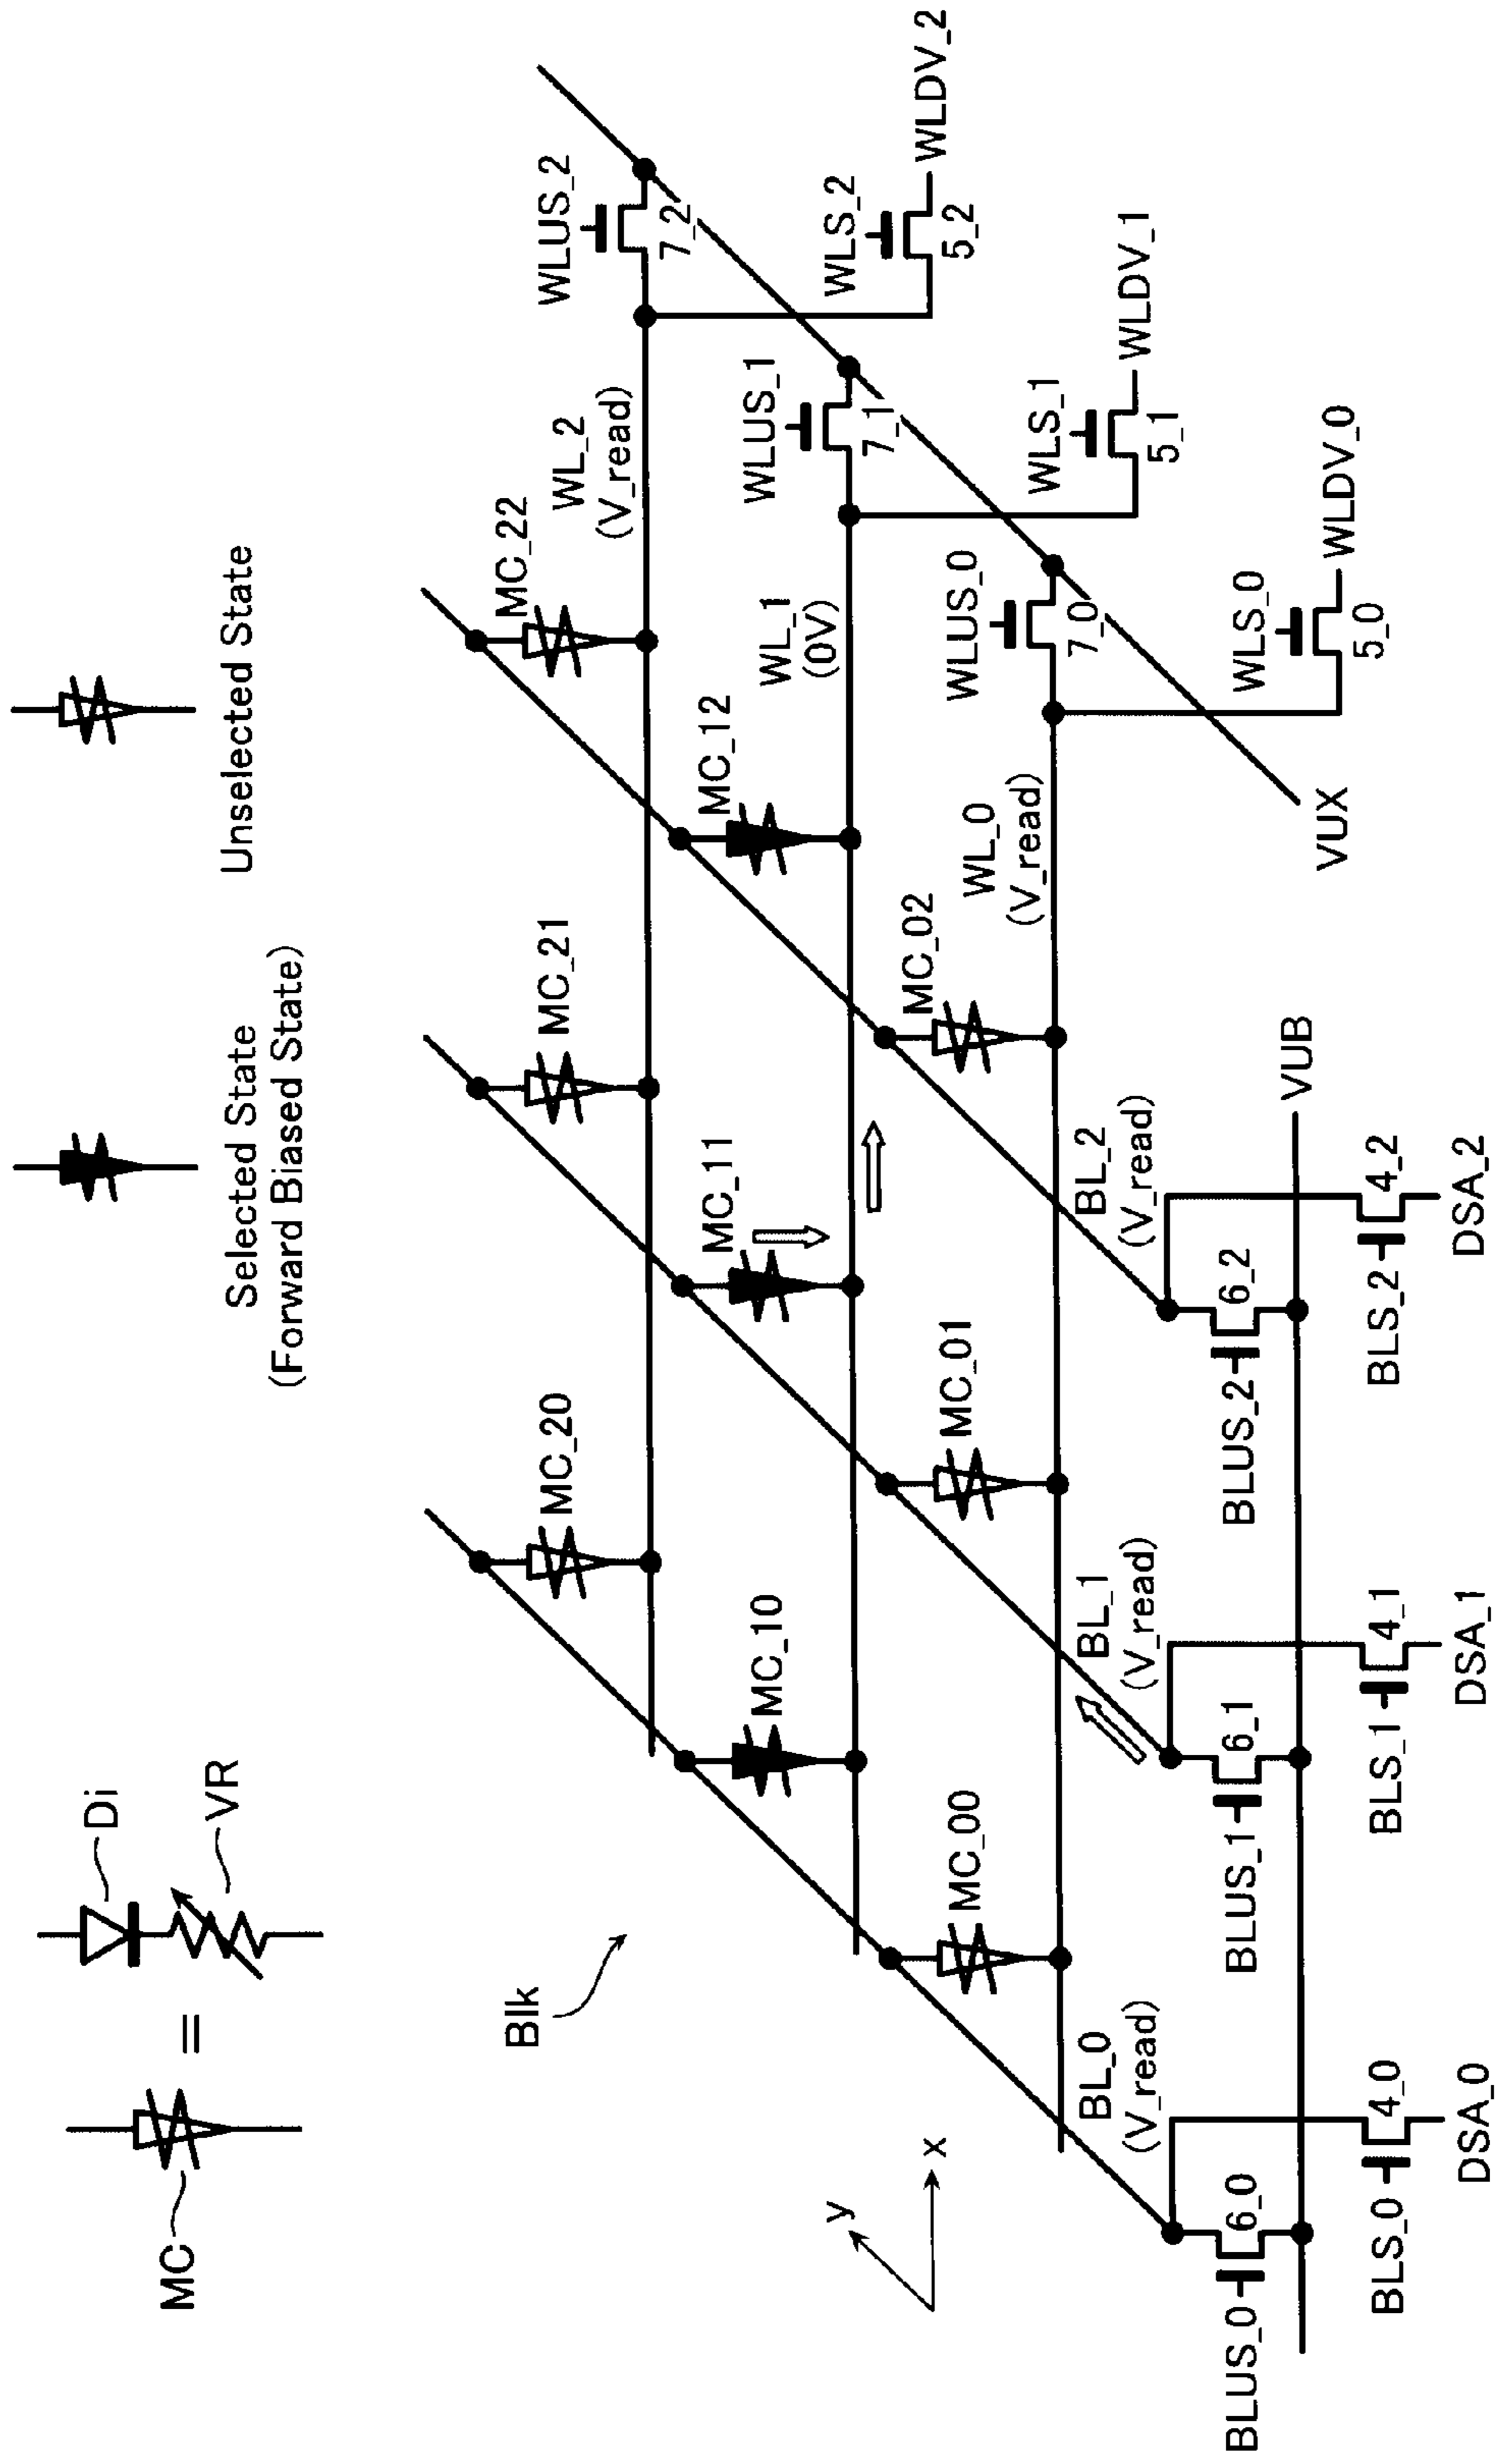 MC
=
Di
VR
Selected State
(Forward Biased State)
Unselected State
Blk
MC_20
MC_21
MC_22
WL_2
(V_read)
WLUS_2
7_2
WLS_2
5_2
WLDV_2
MC_10
MC_11
MC_12
WL_1
(0V)
WLUS_1
7_1
WLS_1
5_1
WLDV_1
MC_00
MC_01
MC_02
WL_0
(V_read)
WLUS_0
7_0
WLS_0
5_0
WLDV_0
VUX
y
x
BL_0
(V_read)
BL_1
(V_read)
BL_2
(V_read)
VUB
BLUS_0
6_0
BLUS_1
6_1
BLUS_2
6_2
BLS_0
4_0
BLS_1
4_1
BLS_2
4_2
DSA_0
DSA_1
DSA_2